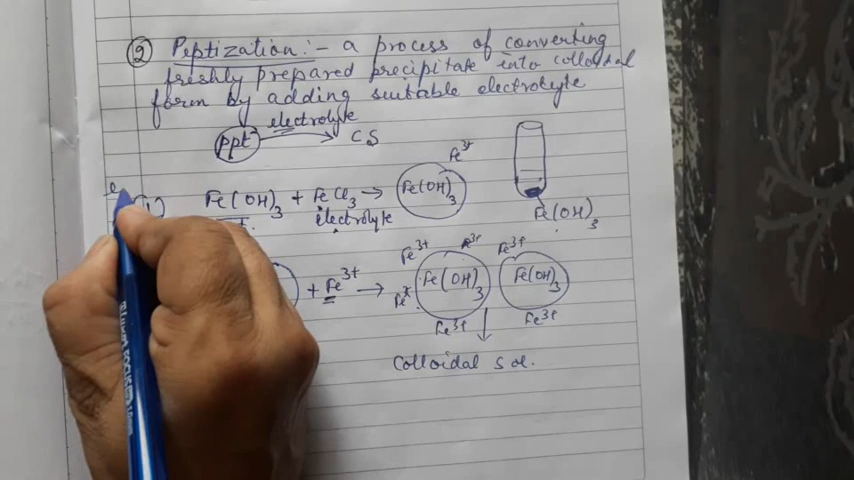 ② Peptization :- a process of converting
freshly prepared precipitate into colloidal
form by adding suitable electrolyte
electrolyte
ppt → CS
Fe³⁺
Fe(OH)₃ + FeCl₃ → Fe(OH)₃
electrolyte
Fe(OH)₃
Fe³⁺ Fe³⁺ Fe³⁺
+ Fe³⁺ → Fe(OH)₃ Fe(OH)₃
Fe³⁺ Fe³⁺
Colloidal sol.